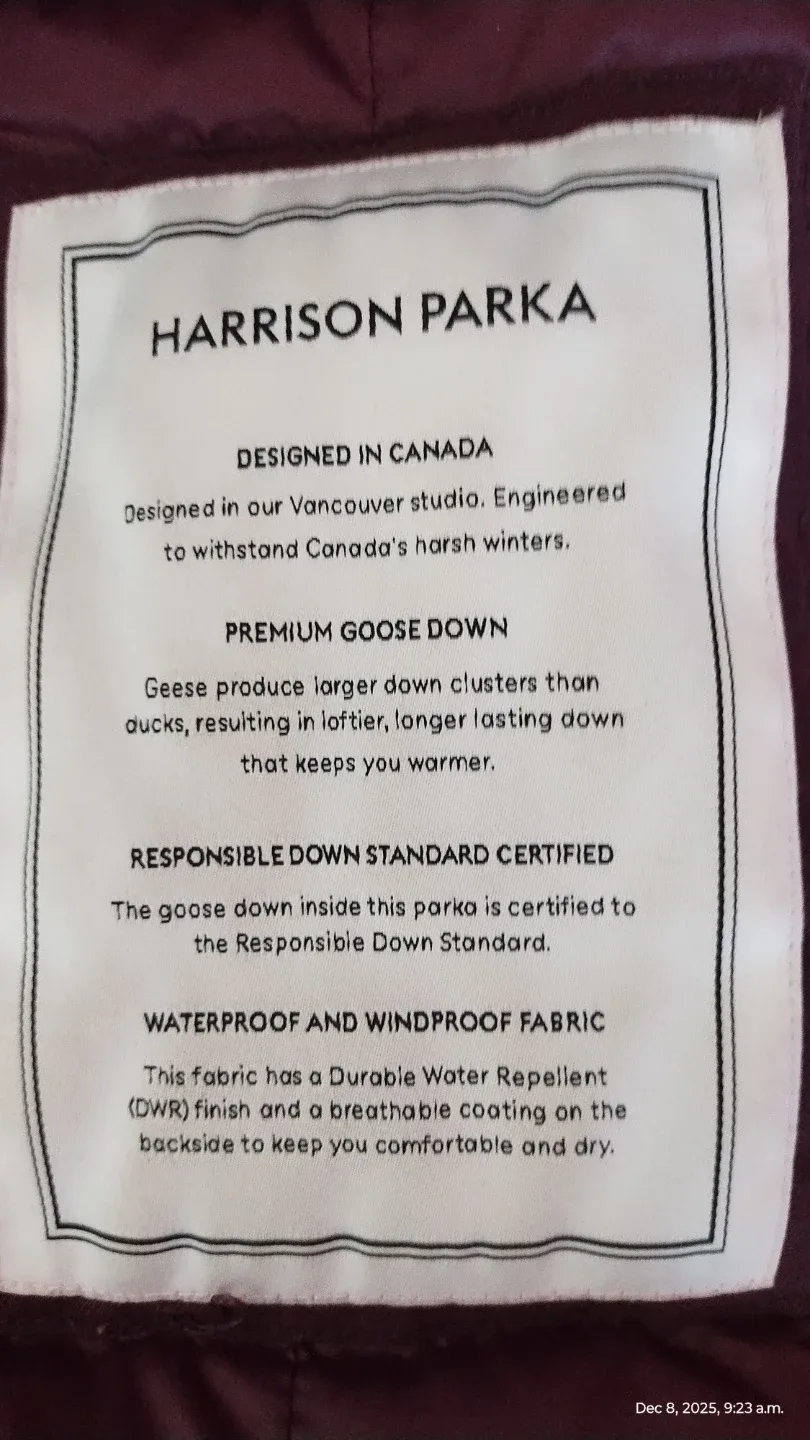 HARRISON PARKA
DESIGNED IN CANADA
Designed in our Vancouver studio. Engineered
to withstand Canada's harsh winters.
PREMIUM GOOSE DOWN
Geese produce larger down clusters than
ducks, resulting in loftier, longer lasting down
that keeps you warmer.
RESPONSIBLE DOWN STANDARD CERTIFIED
The goose down inside this parka is certified to
the Responsible Down Standard.
WATERPROOF AND WINDPROOF FABRIC
This fabric has a Durable Water Repellent
(DWR) finish and a breathable coating on the
backside to keep you comfortable and dry.
Dec 8, 2025, 9:23 a.m.